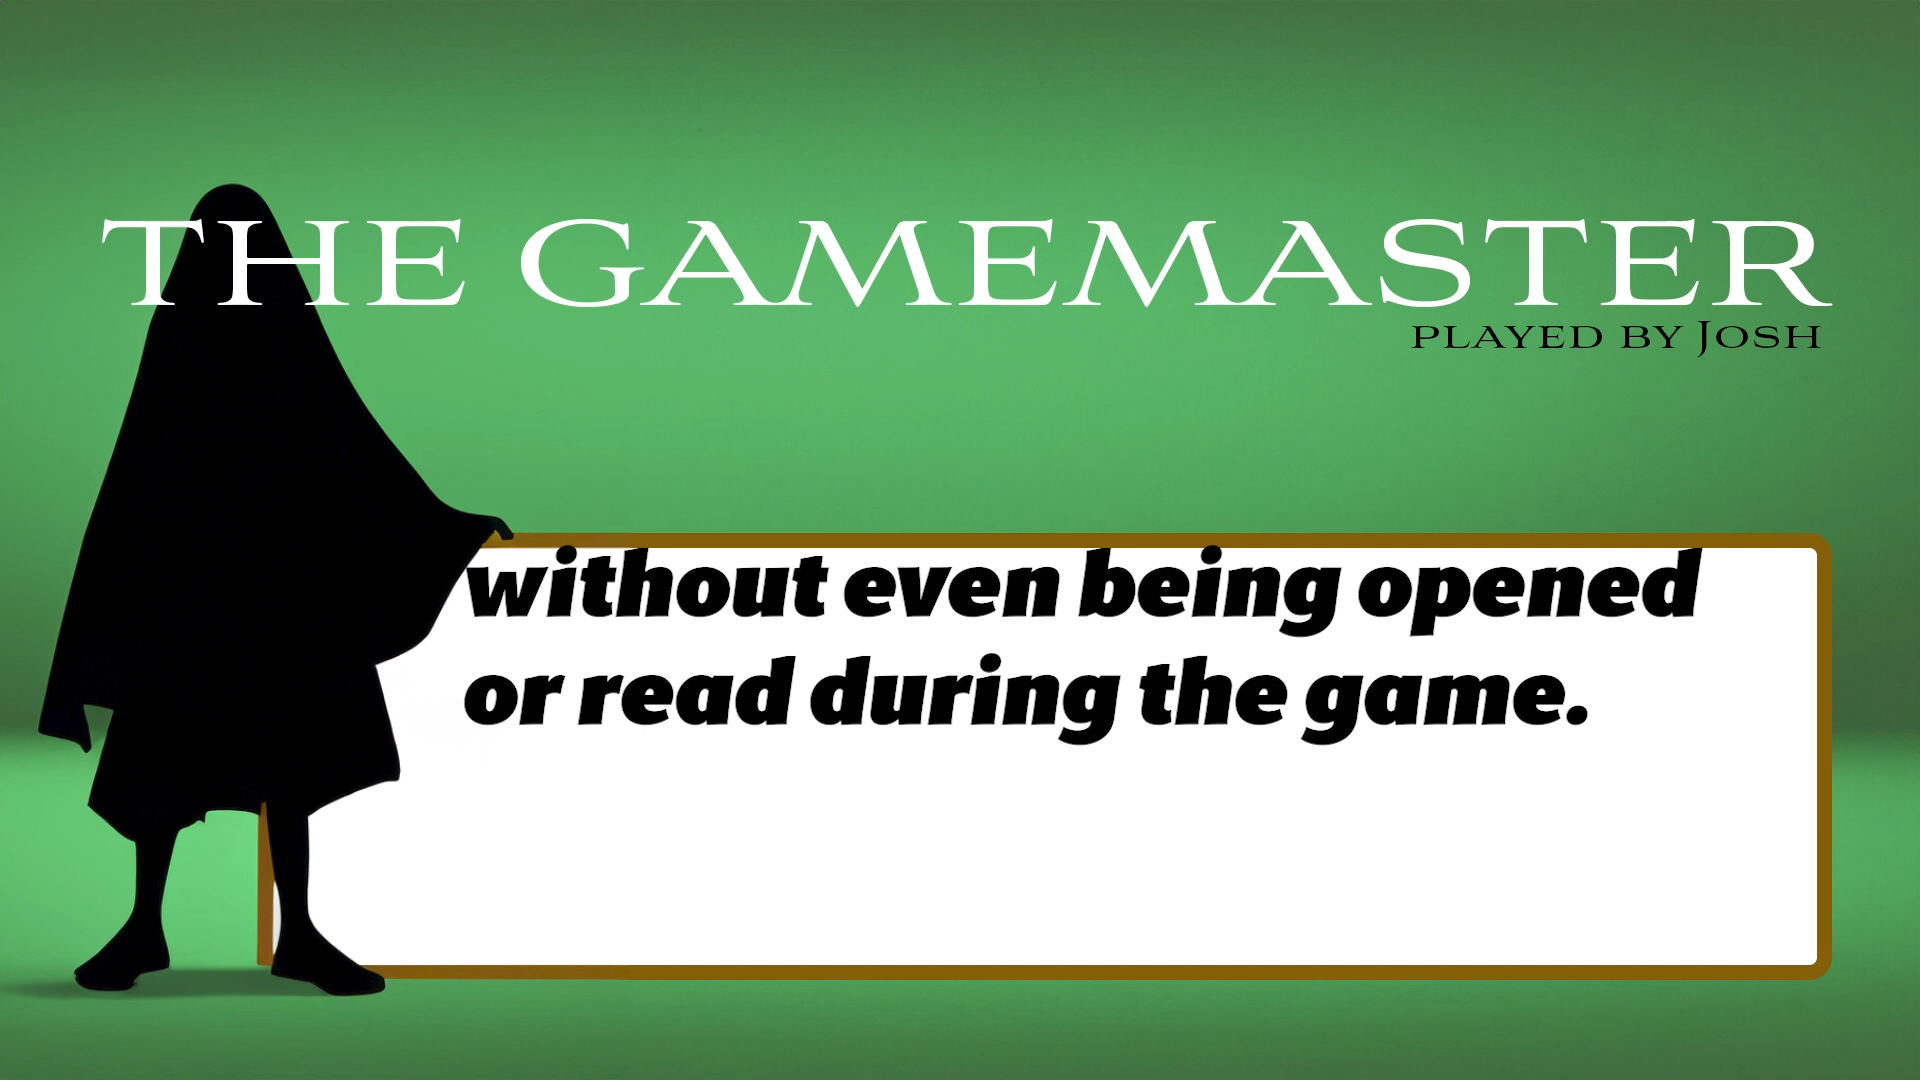 THE GAMEMASTER
PLAYED BY JOSH
without even being opened
or read during the game.